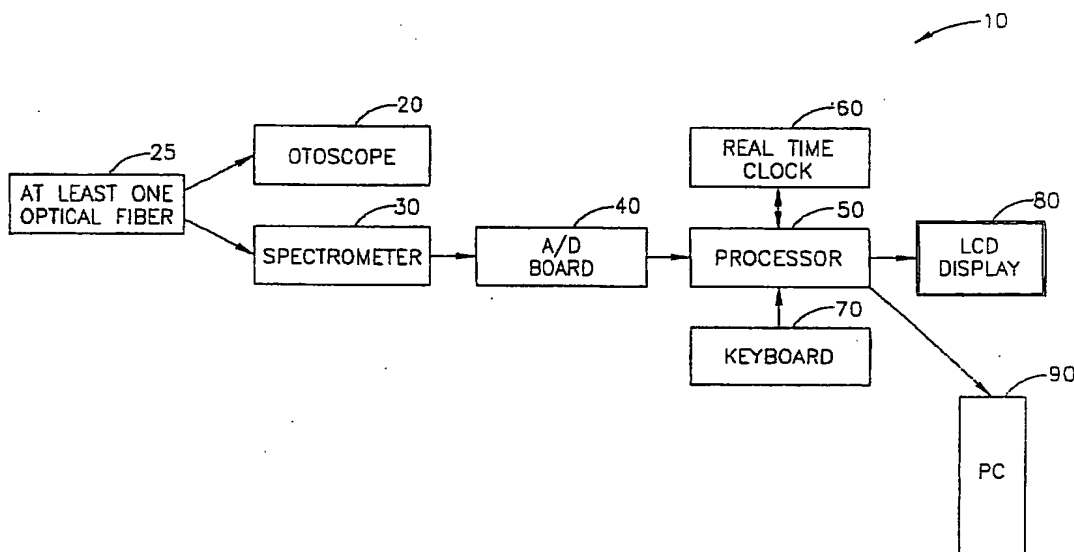 10
20
OTOSCOPE
25
AT LEAST ONE
OPTICAL FIBER
30
SPECTROMETER
40
A/D
BOARD
60
REAL TIME
CLOCK
50
PROCESSOR
70
KEYBOARD
80
LCD
DISPLAY
90
PC